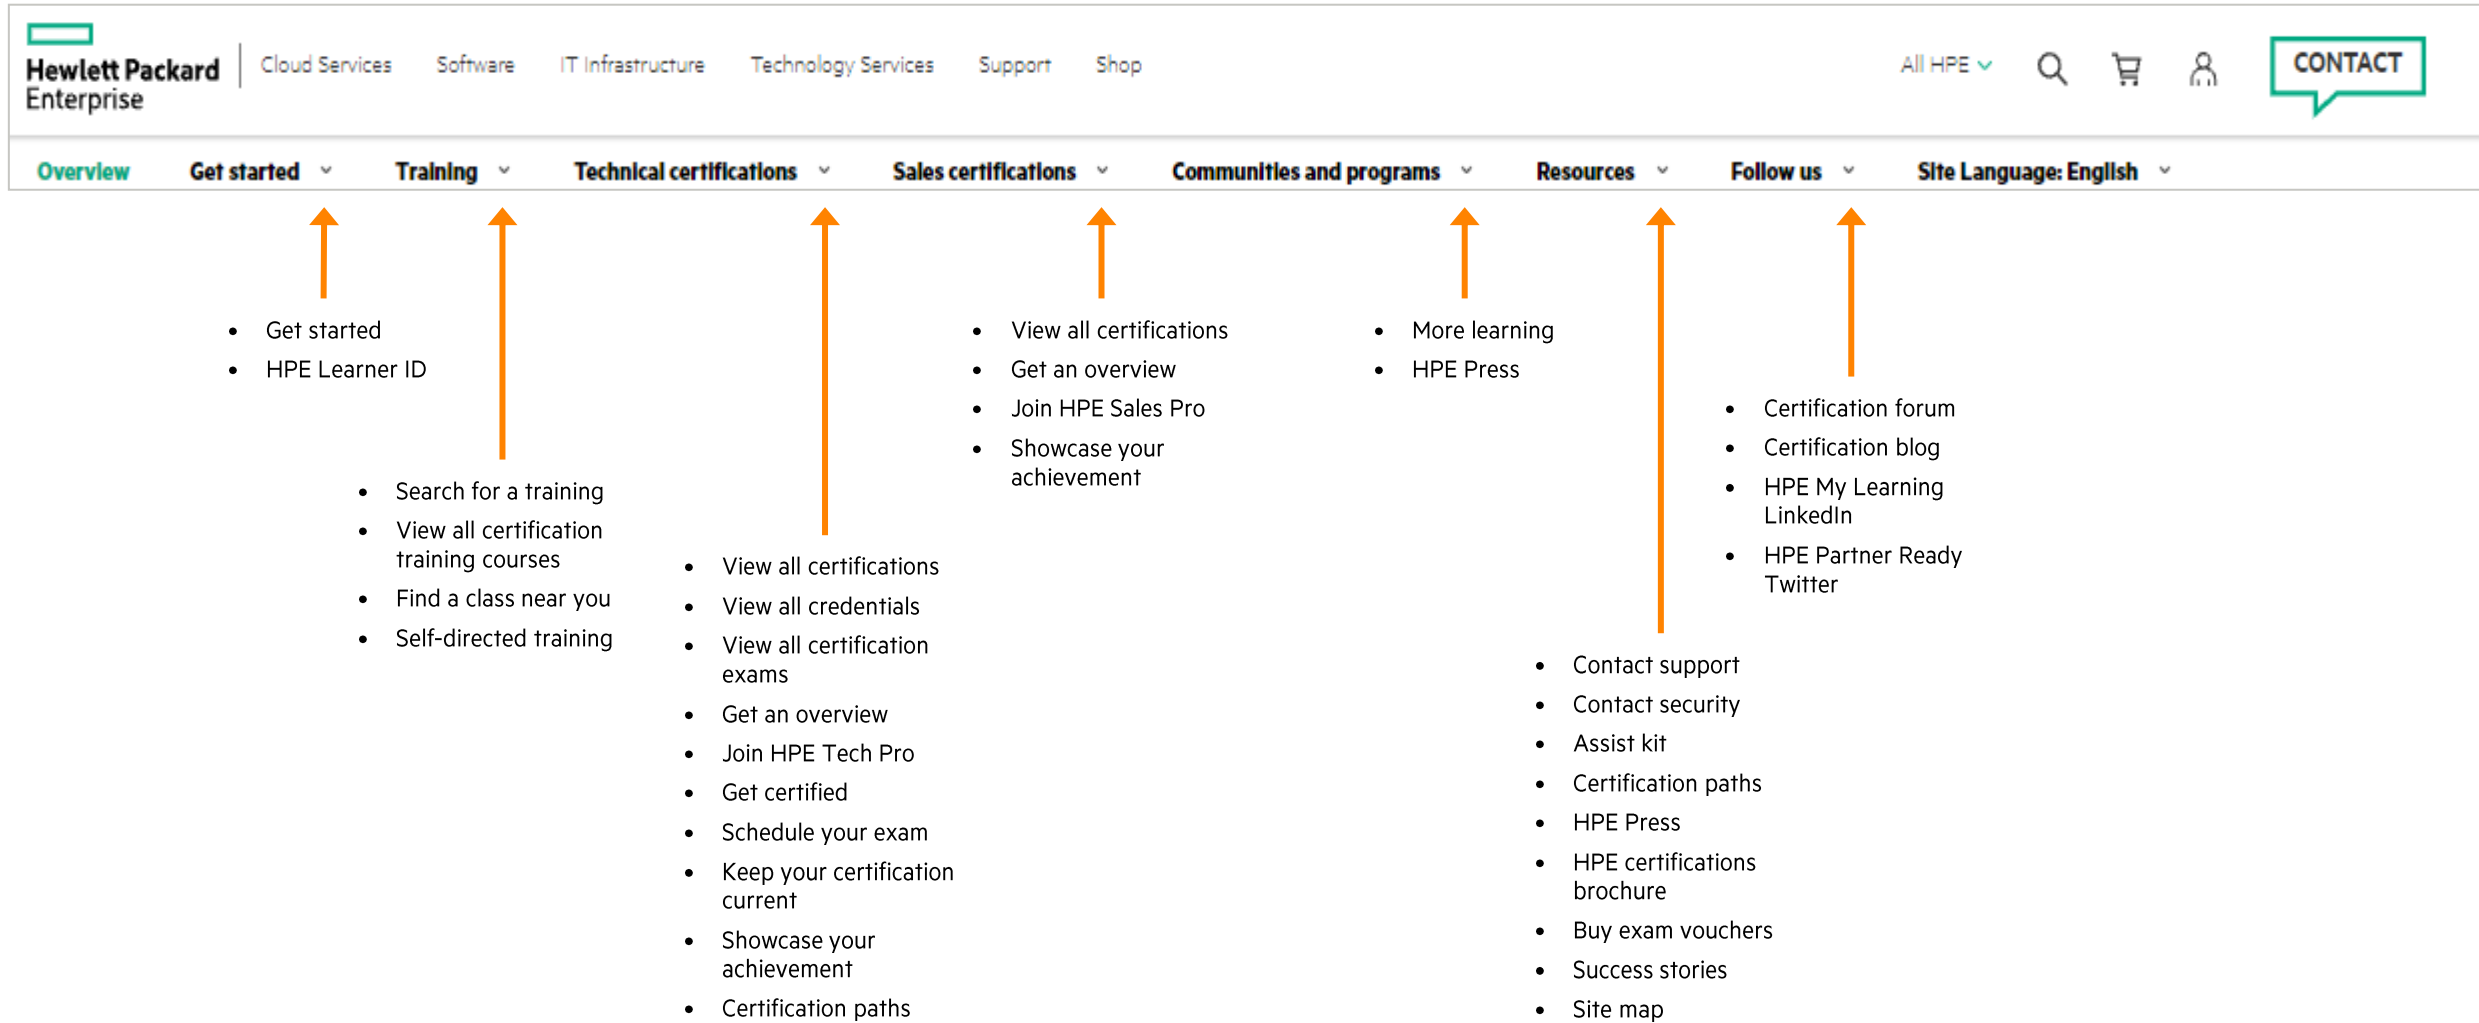 Hewlett Packard
Enterprise
Cloud Services Software IT Infrastructure Technology Services Support Shop
All HPE
CONTACT
Overview Get started Training Technical certifications Sales certifications Communities and programs Resources Follow us Site Language: English
• Get started
• HPE Learner ID
• Search for a training
• View all certification
training courses
• Find a class near you
• Self-directed training
• View all certifications
• View all credentials
• View all certification
exams
• Get an overview
• Join HPE Tech Pro
• Get certified
• Schedule your exam
• Keep your certification
current
• Showcase your
achievement
• Certification paths
• View all certifications
• Get an overview
• Join HPE Sales Pro
• Showcase your
achievement
• More learning
• HPE Press
• Contact support
• Contact security
• Assist kit
• Certification paths
• HPE Press
• HPE certifications
brochure
• Buy exam vouchers
• Success stories
• Site map
• Certification forum
• Certification blog
• HPE My Learning
LinkedIn
• HPE Partner Ready
Twitter